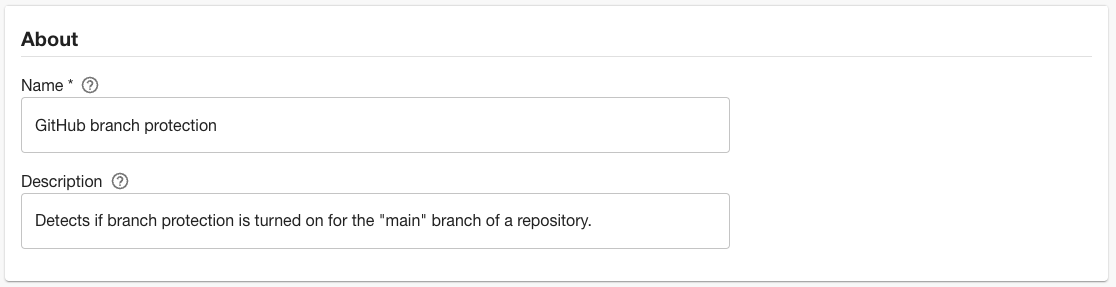 About
Name *
GitHub branch protection
Description
Detects if branch protection is turned on for the "main" branch of a repository.